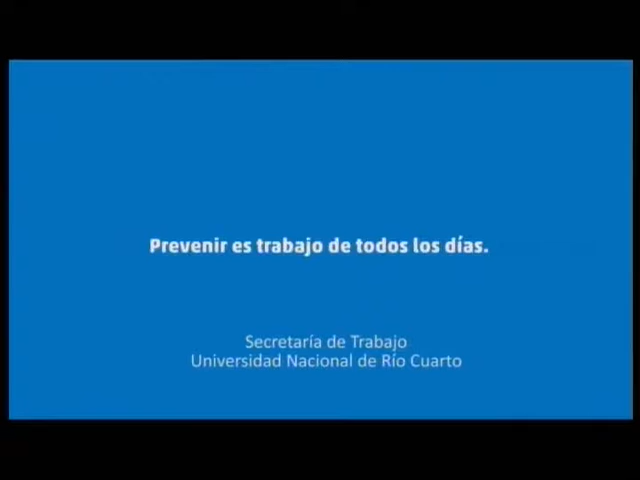 Prevenir es trabajo de todos los días.
Secretaría de Trabajo
Universidad Nacional de Río Cuarto